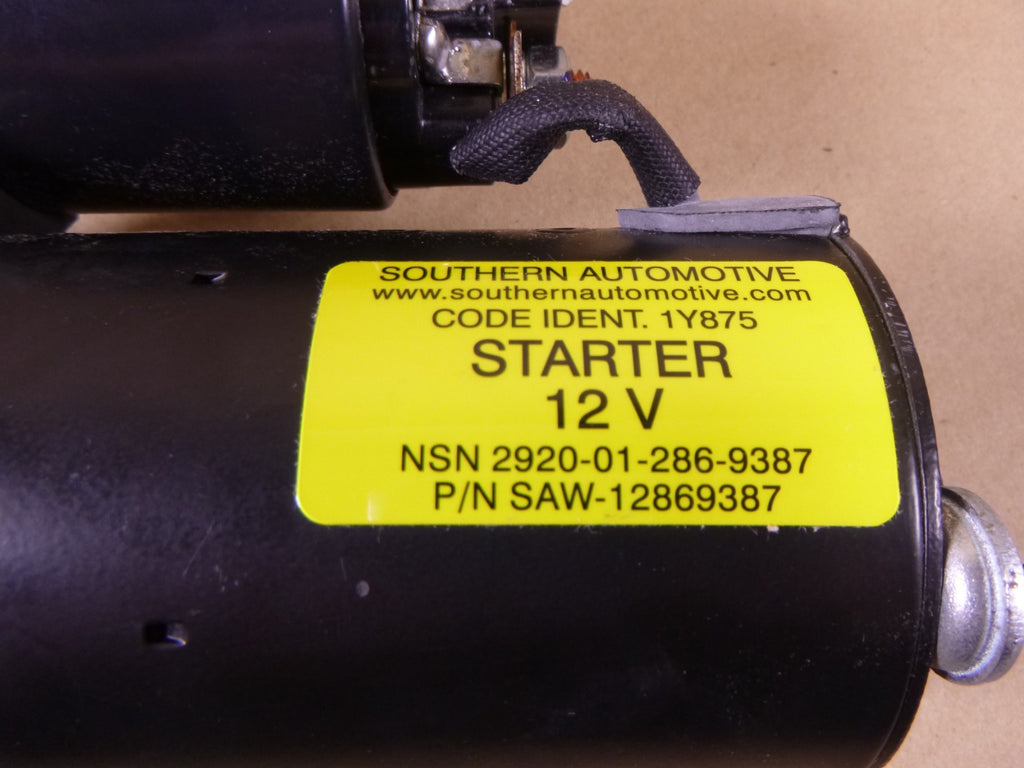 SOUTHERN AUTOMOTIVE
www.southernautomotive.com
CODE IDENT. 1Y875
STARTER
12 V
NSN 2920-01-286-9387
P/N SAW-12869387